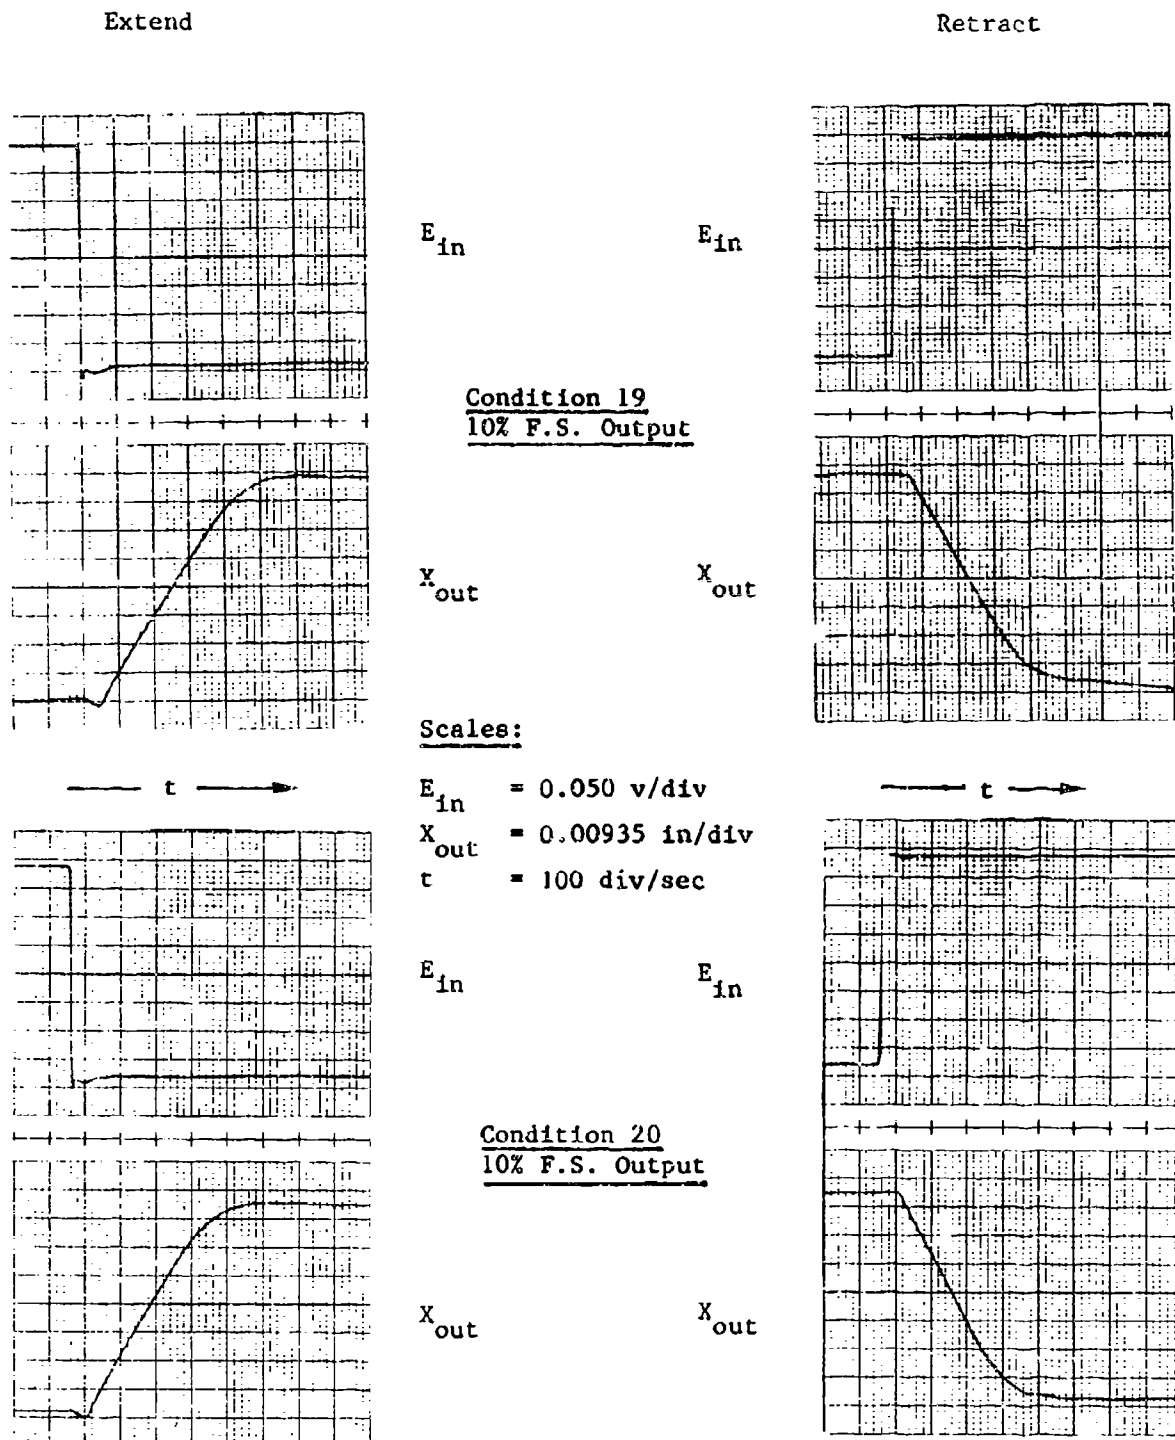 Extend Retract
E_in E_in
Condition 19
10% F.S. Output
X_out X_out
Scales:
t t
E_in = 0.050 v/div
X_out = 0.00935 in/div
t = 100 div/sec
E_in E_in
Condition 20
10% F.S. Output
X_out X_out